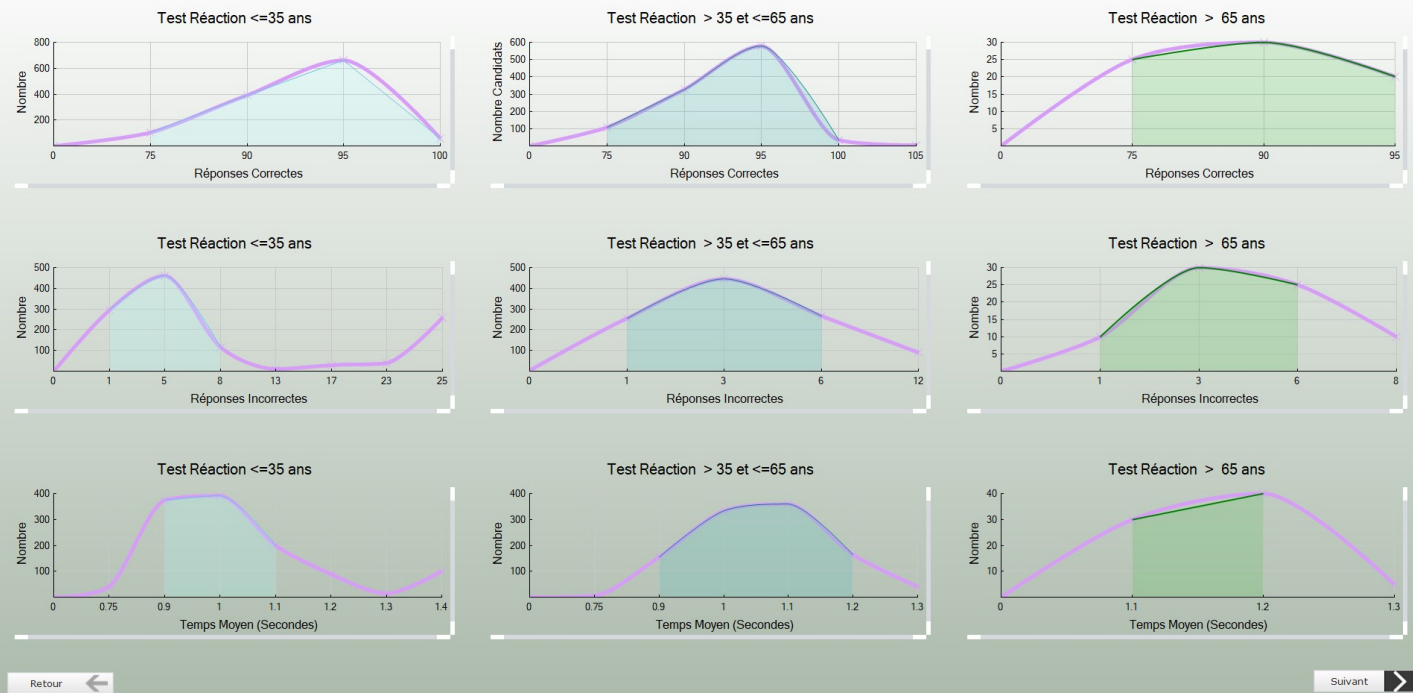 Test Réaction <=35 ans
800
600
400
200
Nombre
0 75 90 95 100
Réponses Correctes
Test Réaction > 35 et <=65 ans
600
500
400
300
200
100
Nombre Candidats
0 75 90 95 100 105
Réponses Correctes
Test Réaction > 65 ans
30
25
20
15
10
5
Nombre
0 75 90 95
Réponses Correctes
Test Réaction <=35 ans
500
400
300
200
100
Nombre
0 1 5 8 13 17 23 25
Réponses Incorrectes
Test Réaction > 35 et <=65 ans
500
400
300
200
100
Nombre
0 1 3 6 12
Réponses Incorrectes
Test Réaction > 65 ans
30
25
20
15
10
5
Nombre
0 1 3 6 8
Réponses Incorrectes
Test Réaction <=35 ans
400
300
200
100
Nombre
0 0.75 0.9 1 1.1 1.2 1.3 1.4
Temps Moyen (Secondes)
Test Réaction > 35 et <=65 ans
400
300
200
100
Nombre
0 0.75 0.9 1 1.1 1.2 1.3
Temps Moyen (Secondes)
Test Réaction > 65 ans
40
30
20
10
Nombre
0 1.1 1.2 1.3
Temps Moyen (Secondes)
Retour
Suivant